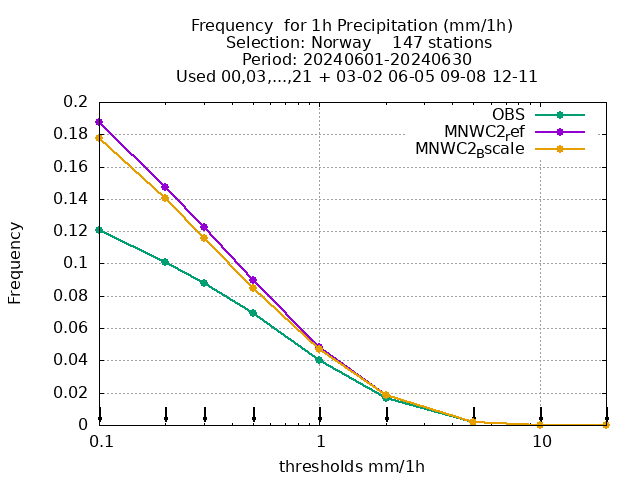 Frequency  for 1h Precipitation (mm/1h)
Selection: Norway    147 stations
Period: 20240601-20240630
Used 00,03,...,21 + 03-02 06-05 09-08 12-11
OBS
MNWC2_ref
MNWC2_Bscale
Frequency
0.2
0.18
0.16
0.14
0.12
0.1
0.08
0.06
0.04
0.02
0
0.1
1
10
thresholds mm/1h